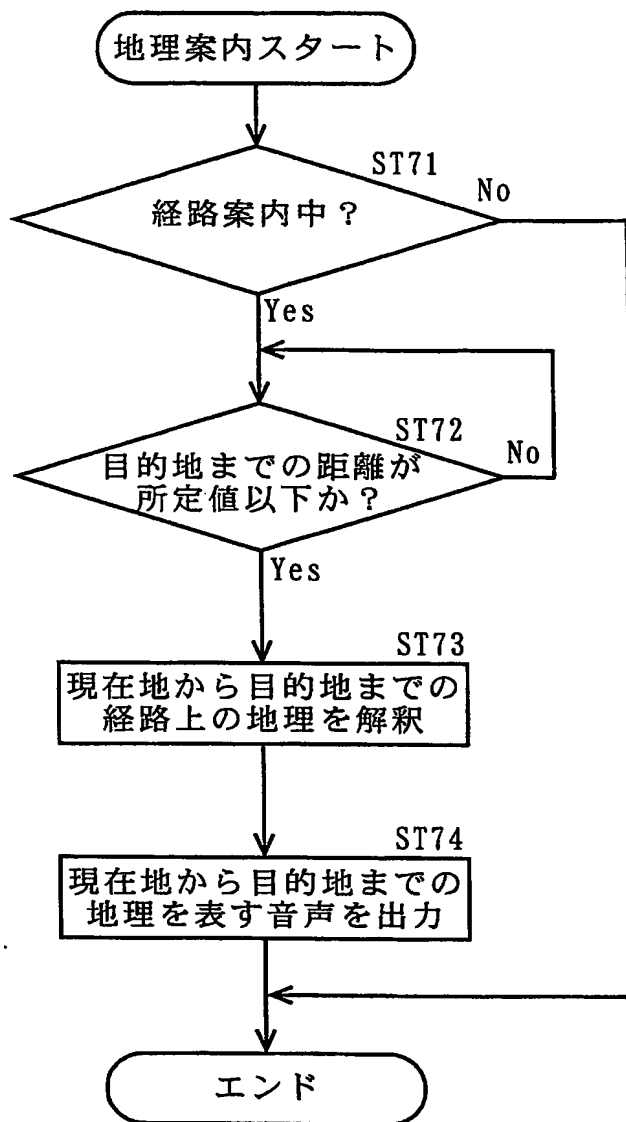 地理案内スタート
ST71
経路案内中？
No
Yes
ST72
目的地までの距離が
所定値以下か？
No
Yes
ST73
現在地から目的地までの
経路上の地理を解釈
ST74
現在地から目的地までの
地理を表す音声を出力
エンド